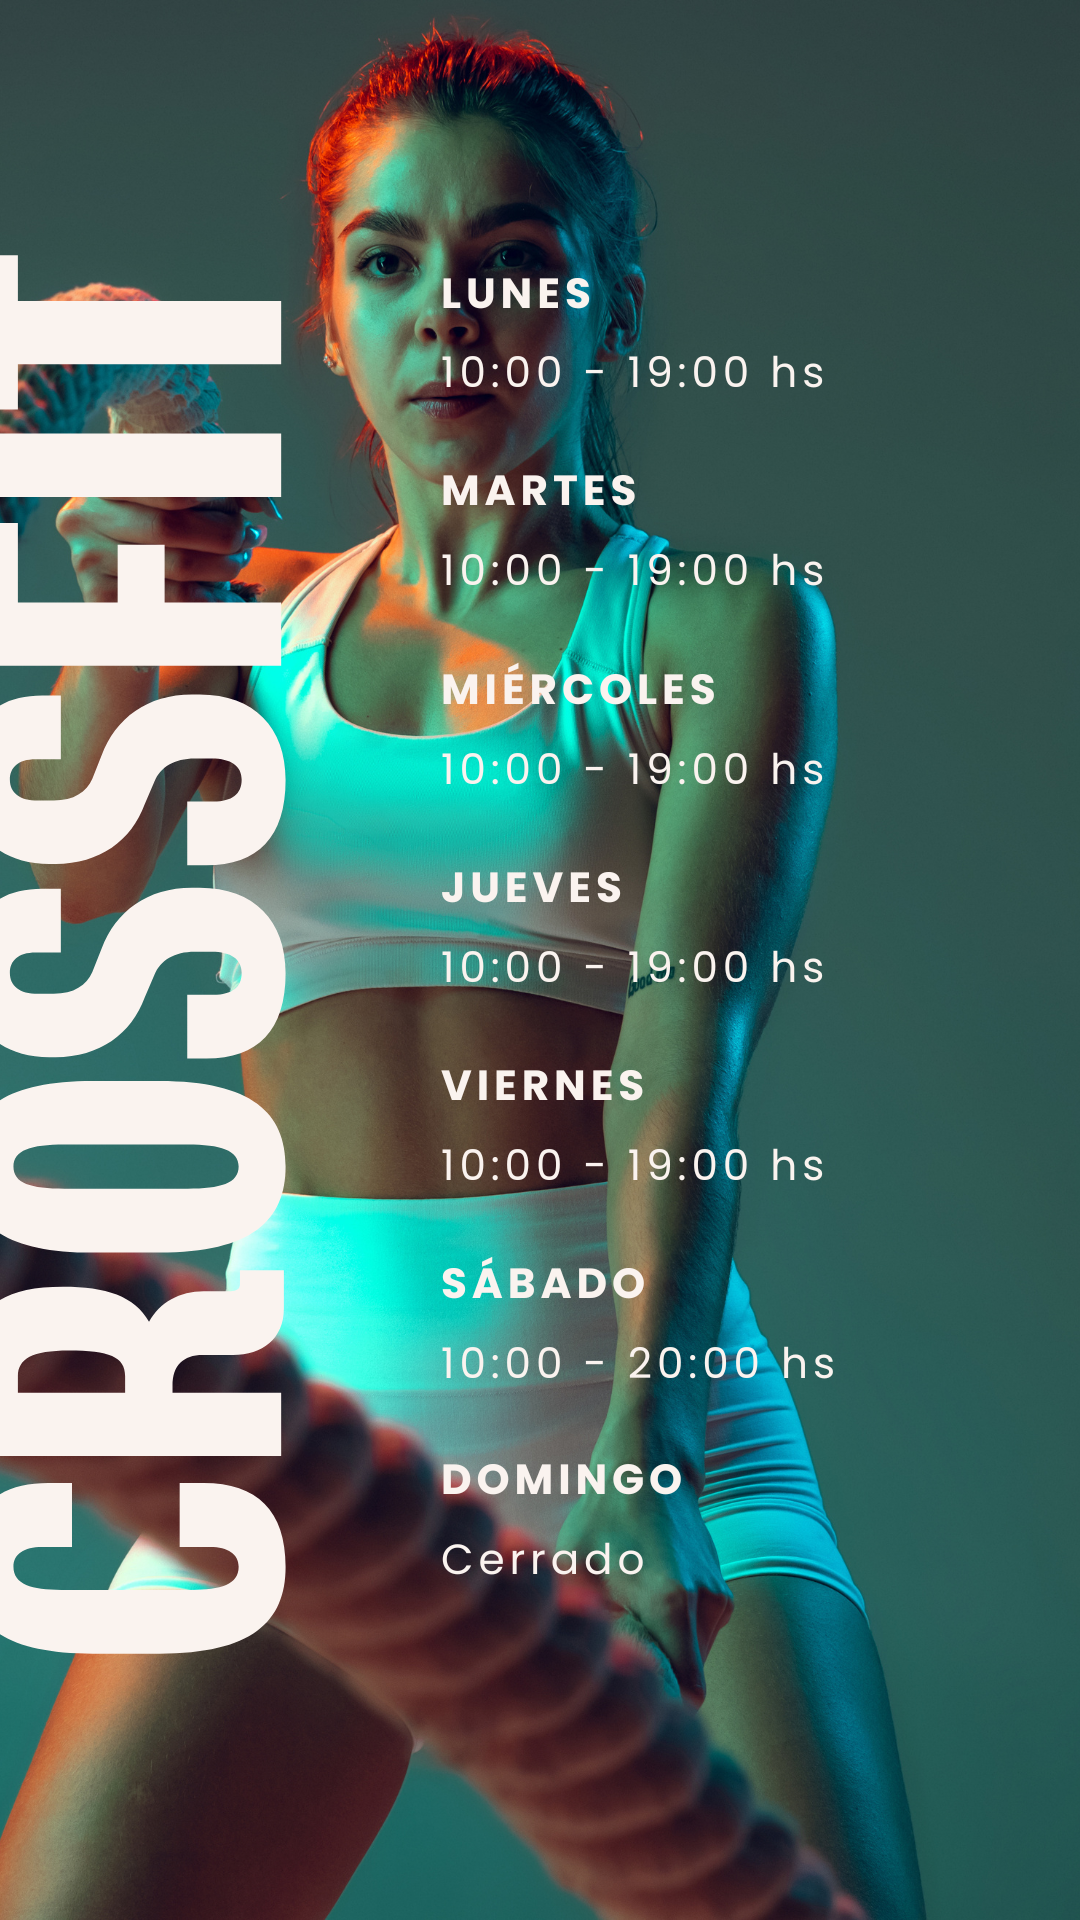 CROSSFIT
LUNES
10:00 - 19:00 hs
MARTES
10:00 - 19:00 hs
MIÉRCOLES
10:00 - 19:00 hs
JUEVES
10:00 - 19:00 hs
VIERNES
10:00 - 19:00 hs
SÁBADO
10:00 - 20:00 hs
DOMINGO
Cerrado